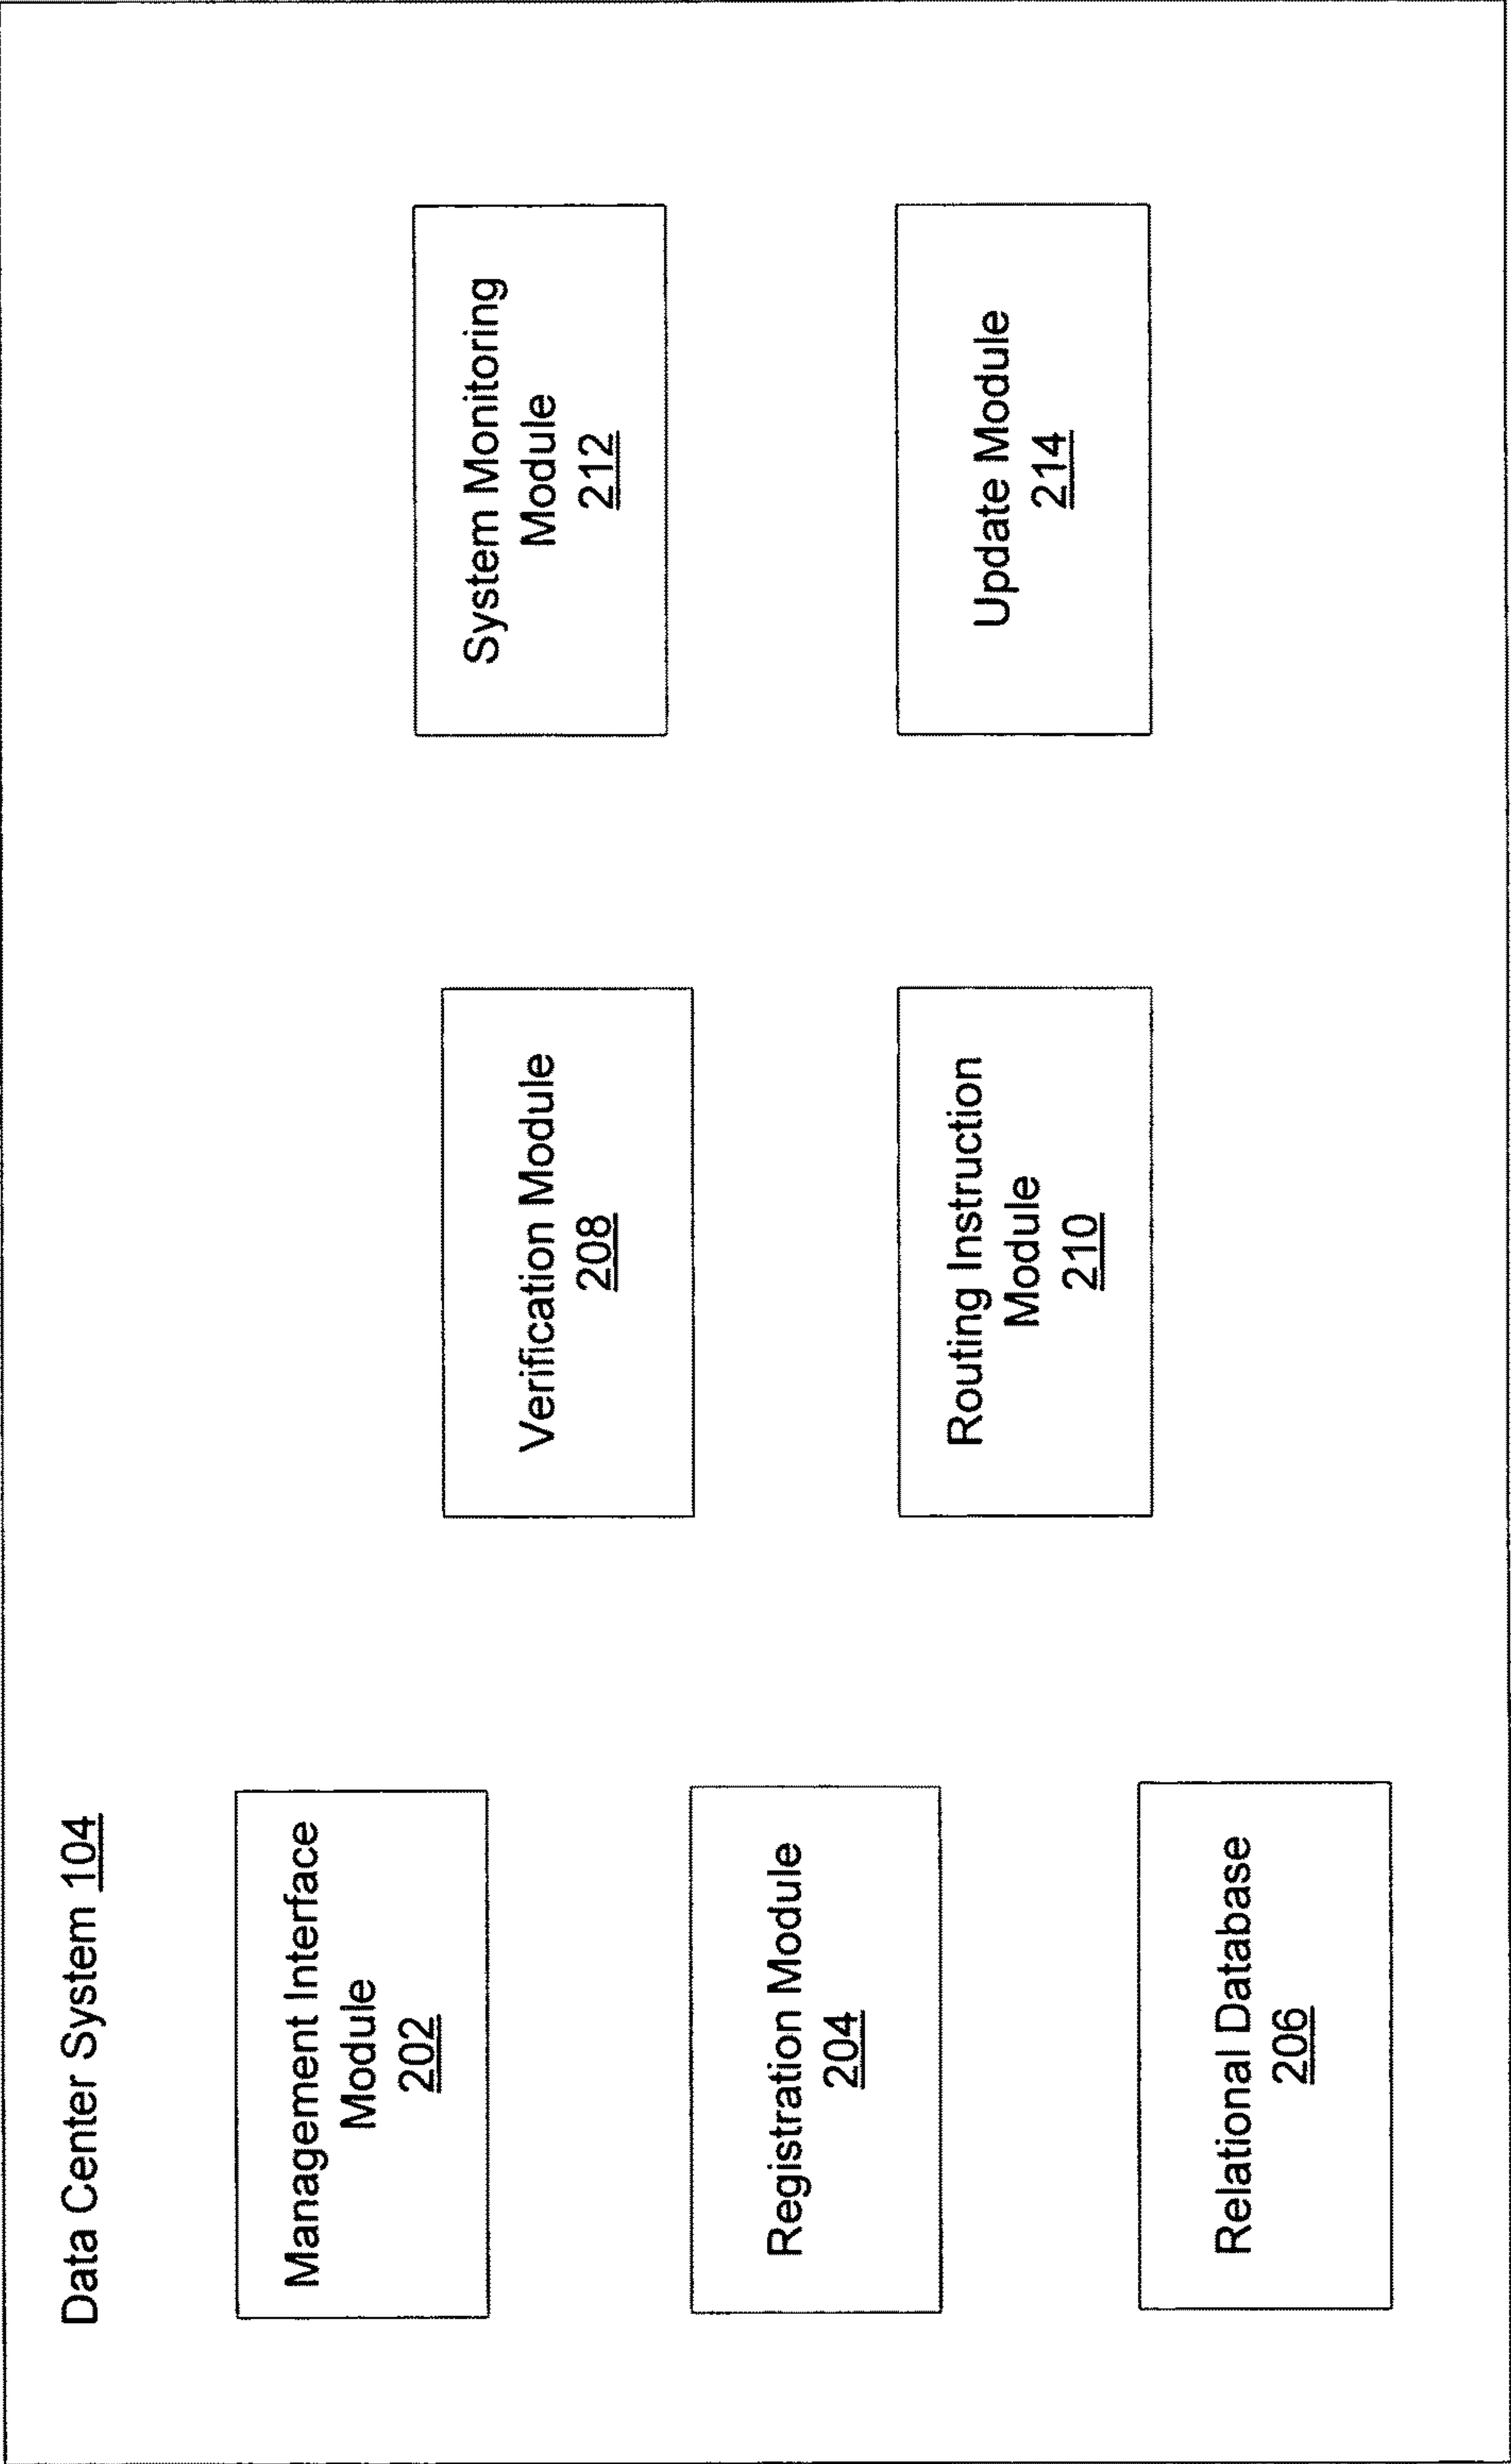 Data Center System 104
Management Interface
Module
202
Registration Module
204
Relational Database
206
Verification Module
208
Routing Instruction
Module
210
System Monitoring
Module
212
Update Module
214